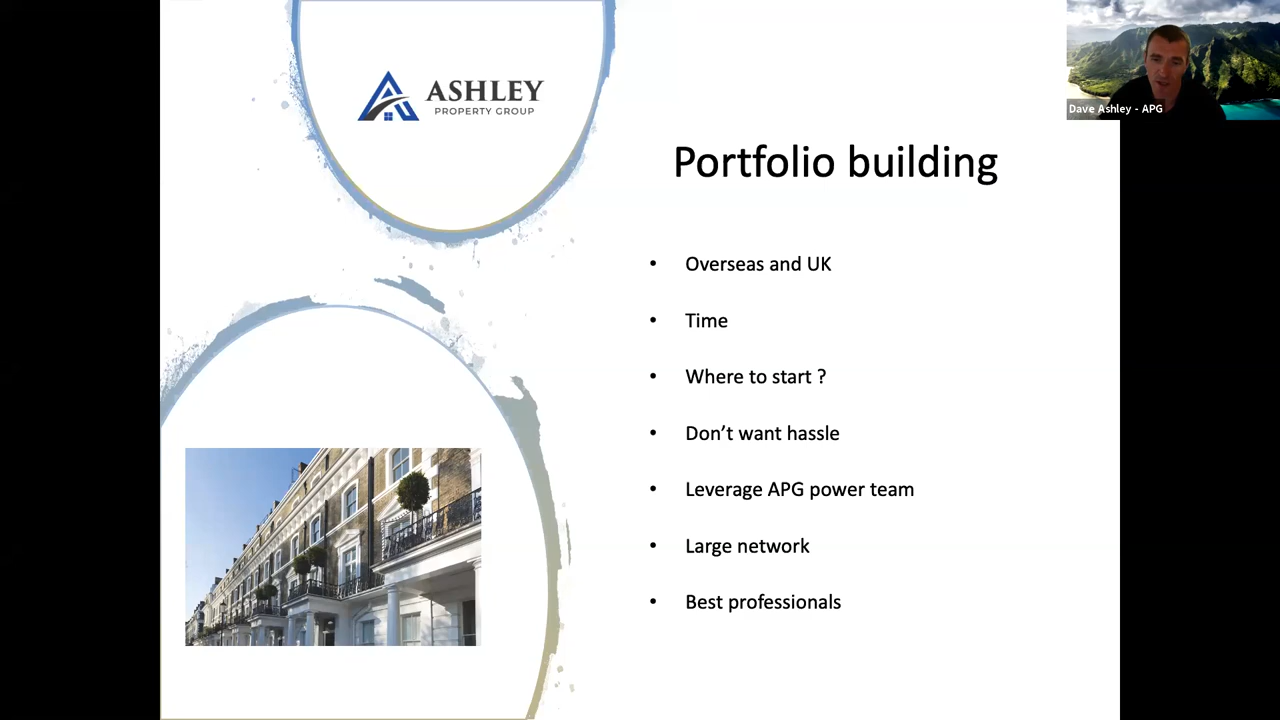 ASHLEY
PROPERTY GROUP
Dave Ashley - APG
Portfolio building
• Overseas and UK
• Time
• Where to start ?
• Don’t want hassle
• Leverage APG power team
• Large network
• Best professionals